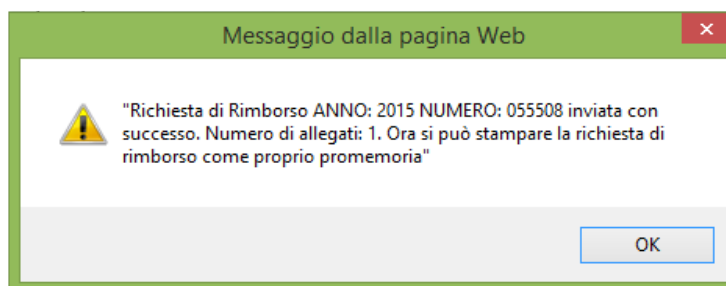 Messaggio dalla pagina Web
"Richiesta di Rimborso ANNO: 2015 NUMERO: 055508 inviata con
successo. Numero di allegati: 1. Ora si può stampare la richiesta di
rimborso come proprio promemoria"
OK